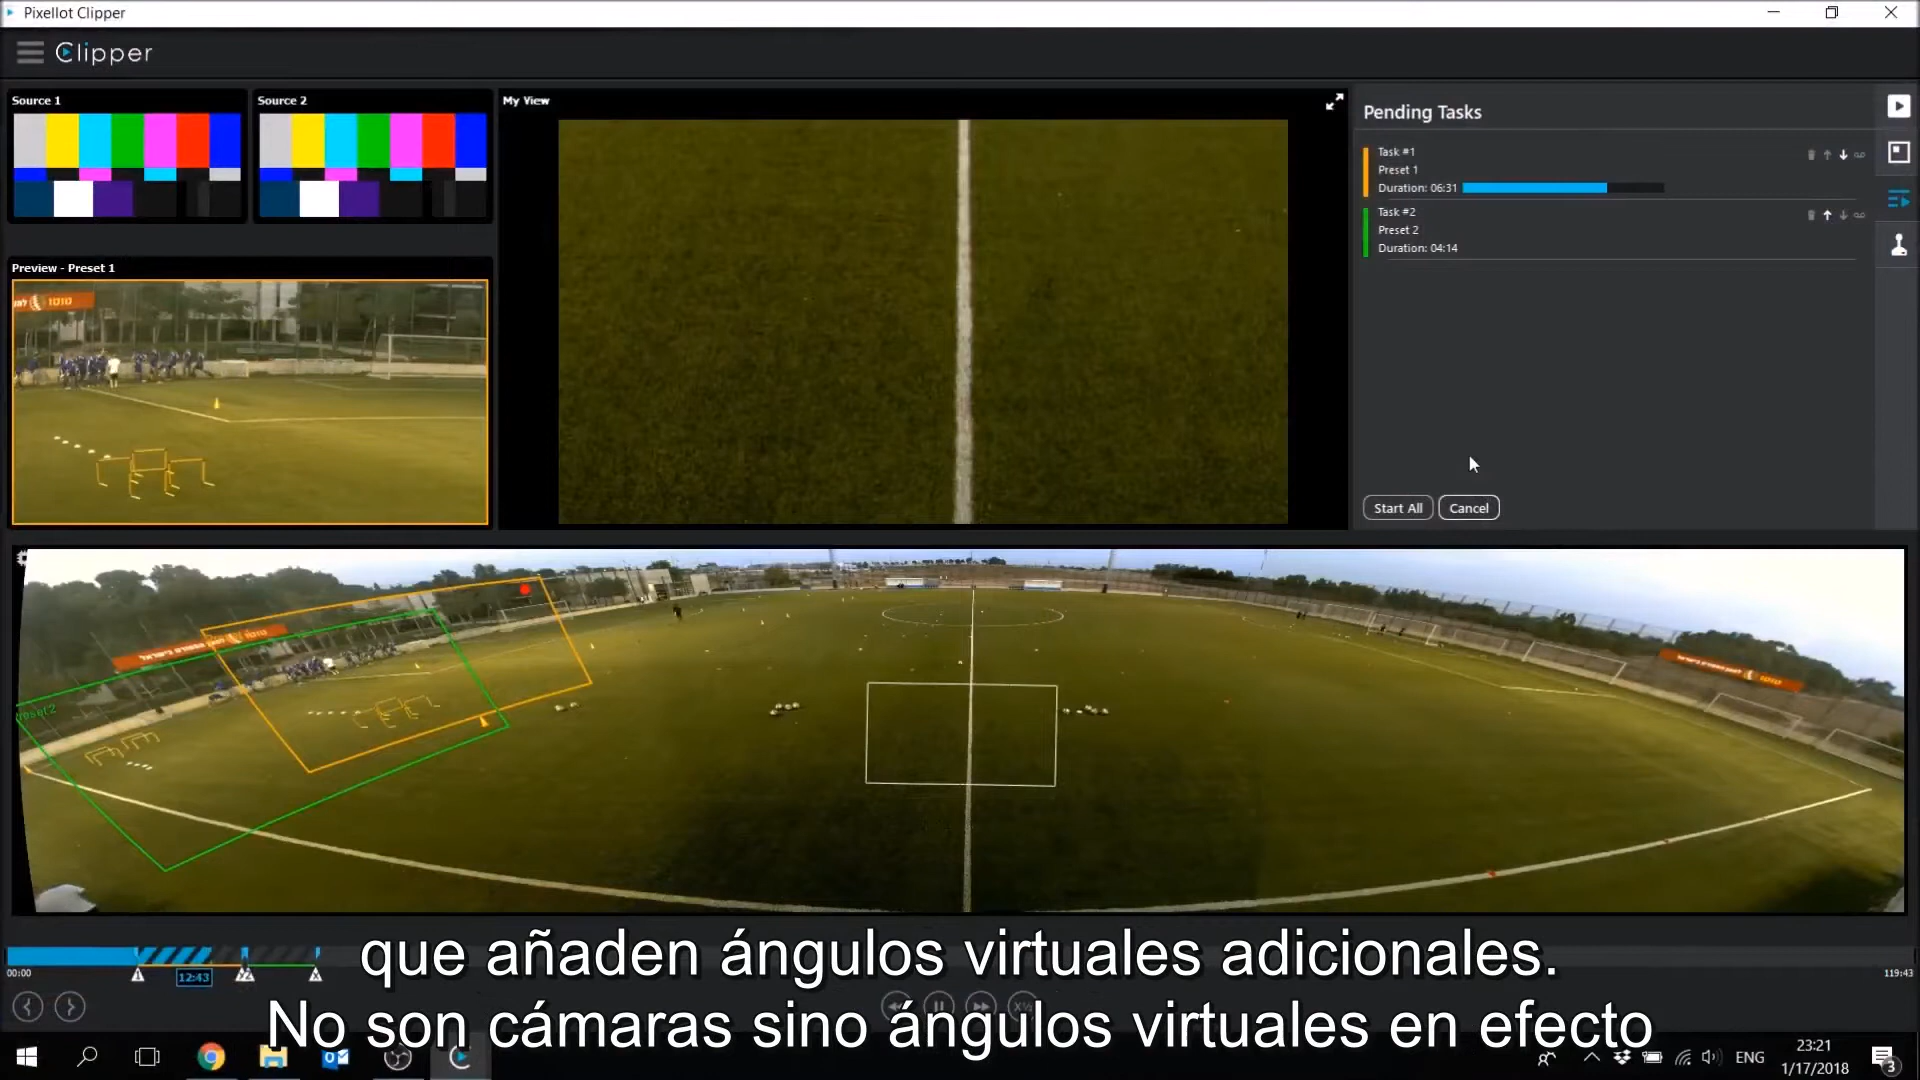 Pixellot Clipper
Clipper
Source 1
Source 2
My View
Pending Tasks
Task #1
Preset 1
Duration: 06:31
Task #2
Preset 2
Duration: 04:14
Preview - Preset 1
Start All
Cancel
00:00
12:43
119:43
que añaden ángulos virtuales adicionales.
No son cámaras sino ángulos virtuales en efecto
ENG
23:21
1/17/2018
3